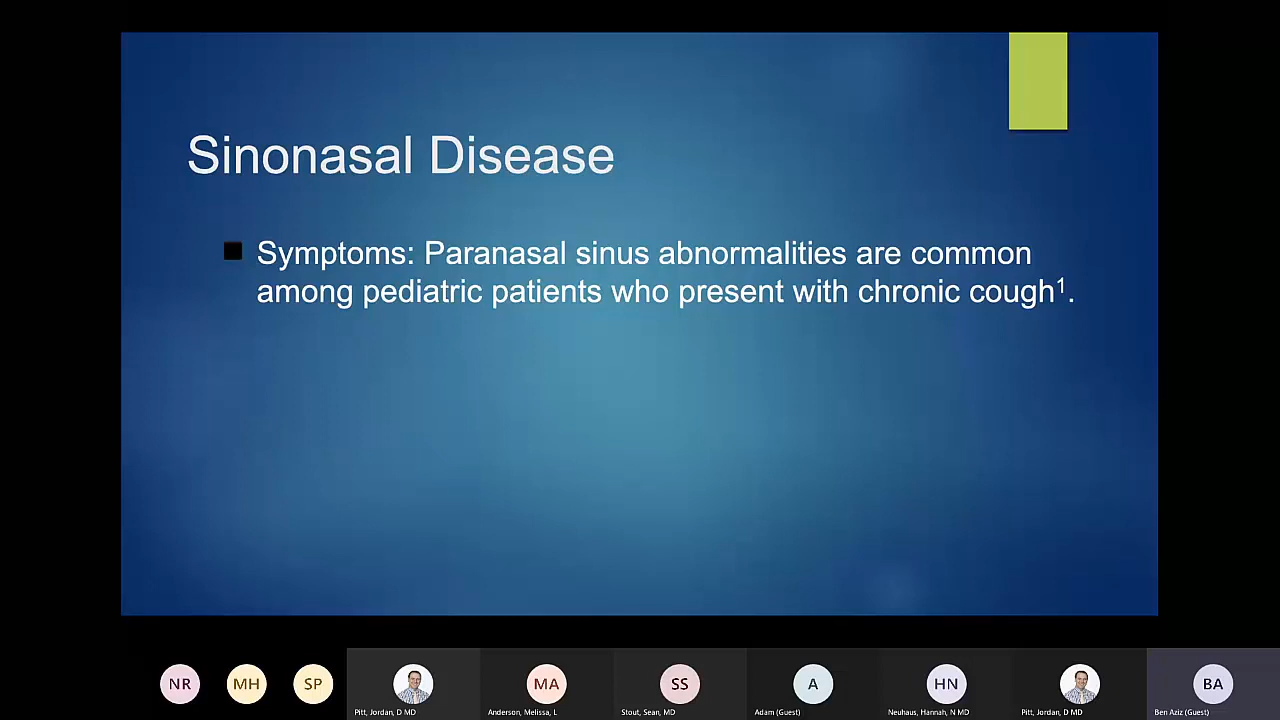 Sinonasal Disease
Symptoms: Paranasal sinus abnormalities are common
among pediatric patients who present with chronic cough¹.
NR
MH
SP
Pitt, Jordan, D MD
MA
Anderson, Melissa, L
SS
Stout, Sean, MD
A
Adam (Guest)
HN
Neuhaus, Hannah, N MD
Pitt, Jordan, D MD
BA
Ben Aziz (Guest)